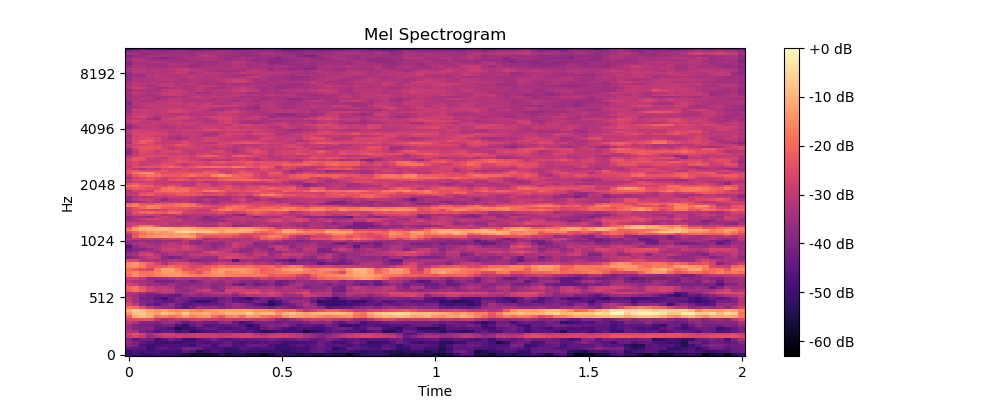 Mel Spectrogram
Hz
8192
4096
2048
1024
512
0
0
0.5
1
1.5
2
Time
+0 dB
-10 dB
-20 dB
-30 dB
-40 dB
-50 dB
-60 dB